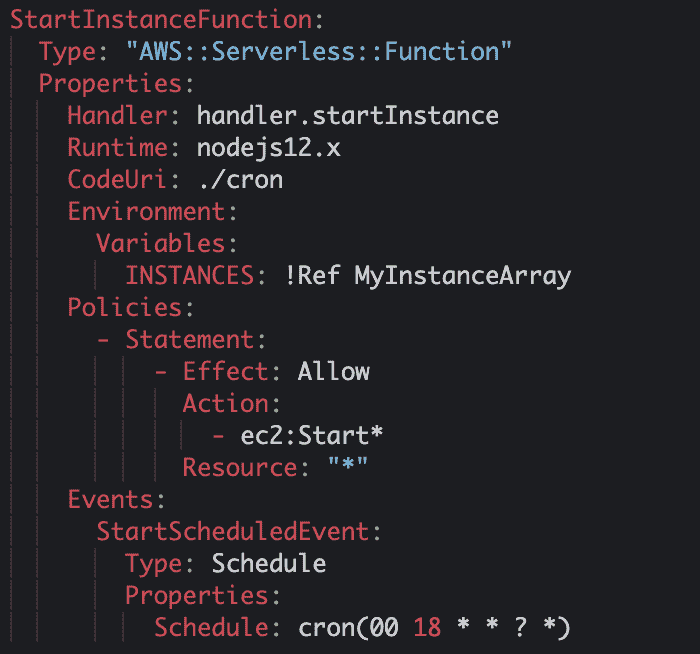 StartInstanceFunction:
Type: "AWS::Serverless::Function"
Properties:
Handler: handler.startInstance
Runtime: nodejs12.x
CodeUri: ./cron
Environment:
Variables:
INSTANCES: !Ref MyInstanceArray
Policies:
- Statement:
- Effect: Allow
Action:
- ec2:Start*
Resource: "*"
Events:
StartScheduledEvent:
Type: Schedule
Properties:
Schedule: cron(00 18 * * ? *)